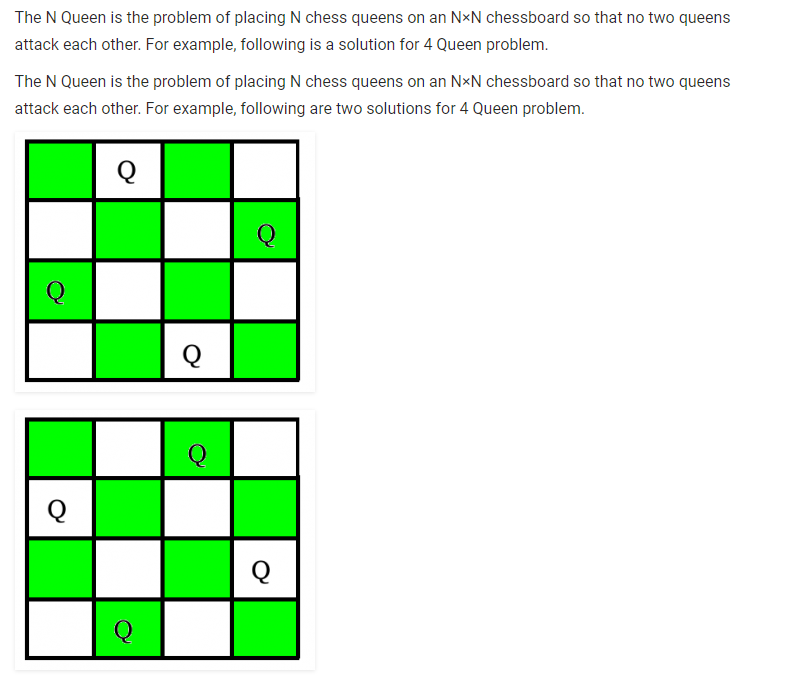 The N Queen is the problem of placing N chess queens on an N×N chessboard so that no two queens
attack each other. For example, following is a solution for 4 Queen problem.
The N Queen is the problem of placing N chess queens on an N×N chessboard so that no two queens
attack each other. For example, following are two solutions for 4 Queen problem.
Q
Q
Q
Q
Q
Q
Q
Q